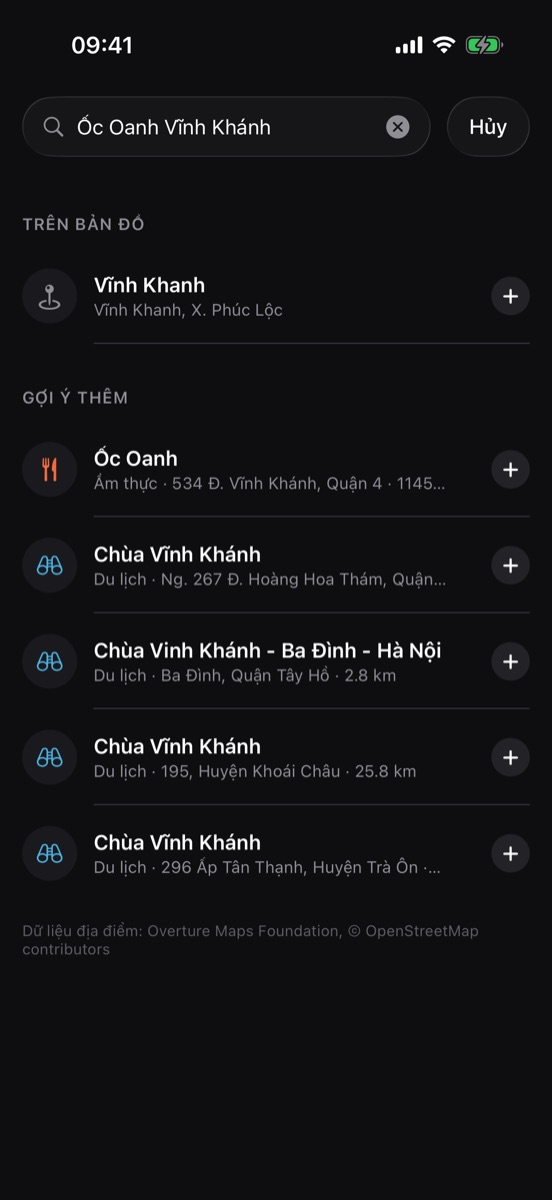 09:41
Ốc Oanh Vĩnh Khánh
Hủy
TRÊN BẢN ĐỒ
Vĩnh Khanh
Vĩnh Khanh, X. Phúc Lộc
GỢI Ý THÊM
Ốc Oanh
Ẩm thực · 534 Đ. Vĩnh Khánh, Quận 4 · 1145...
Chùa Vĩnh Khánh
Du lịch · Ng. 267 Đ. Hoàng Hoa Thám, Quận...
Chùa Vinh Khánh - Ba Đình - Hà Nội
Du lịch · Ba Đình, Quận Tây Hồ · 2.8 km
Chùa Vĩnh Khánh
Du lịch · 195, Huyện Khoái Châu · 25.8 km
Chùa Vĩnh Khánh
Du lịch · 296 Ấp Tân Thạnh, Huyện Trà Ôn ·...
Dữ liệu địa điểm: Overture Maps Foundation, © OpenStreetMap
contributors